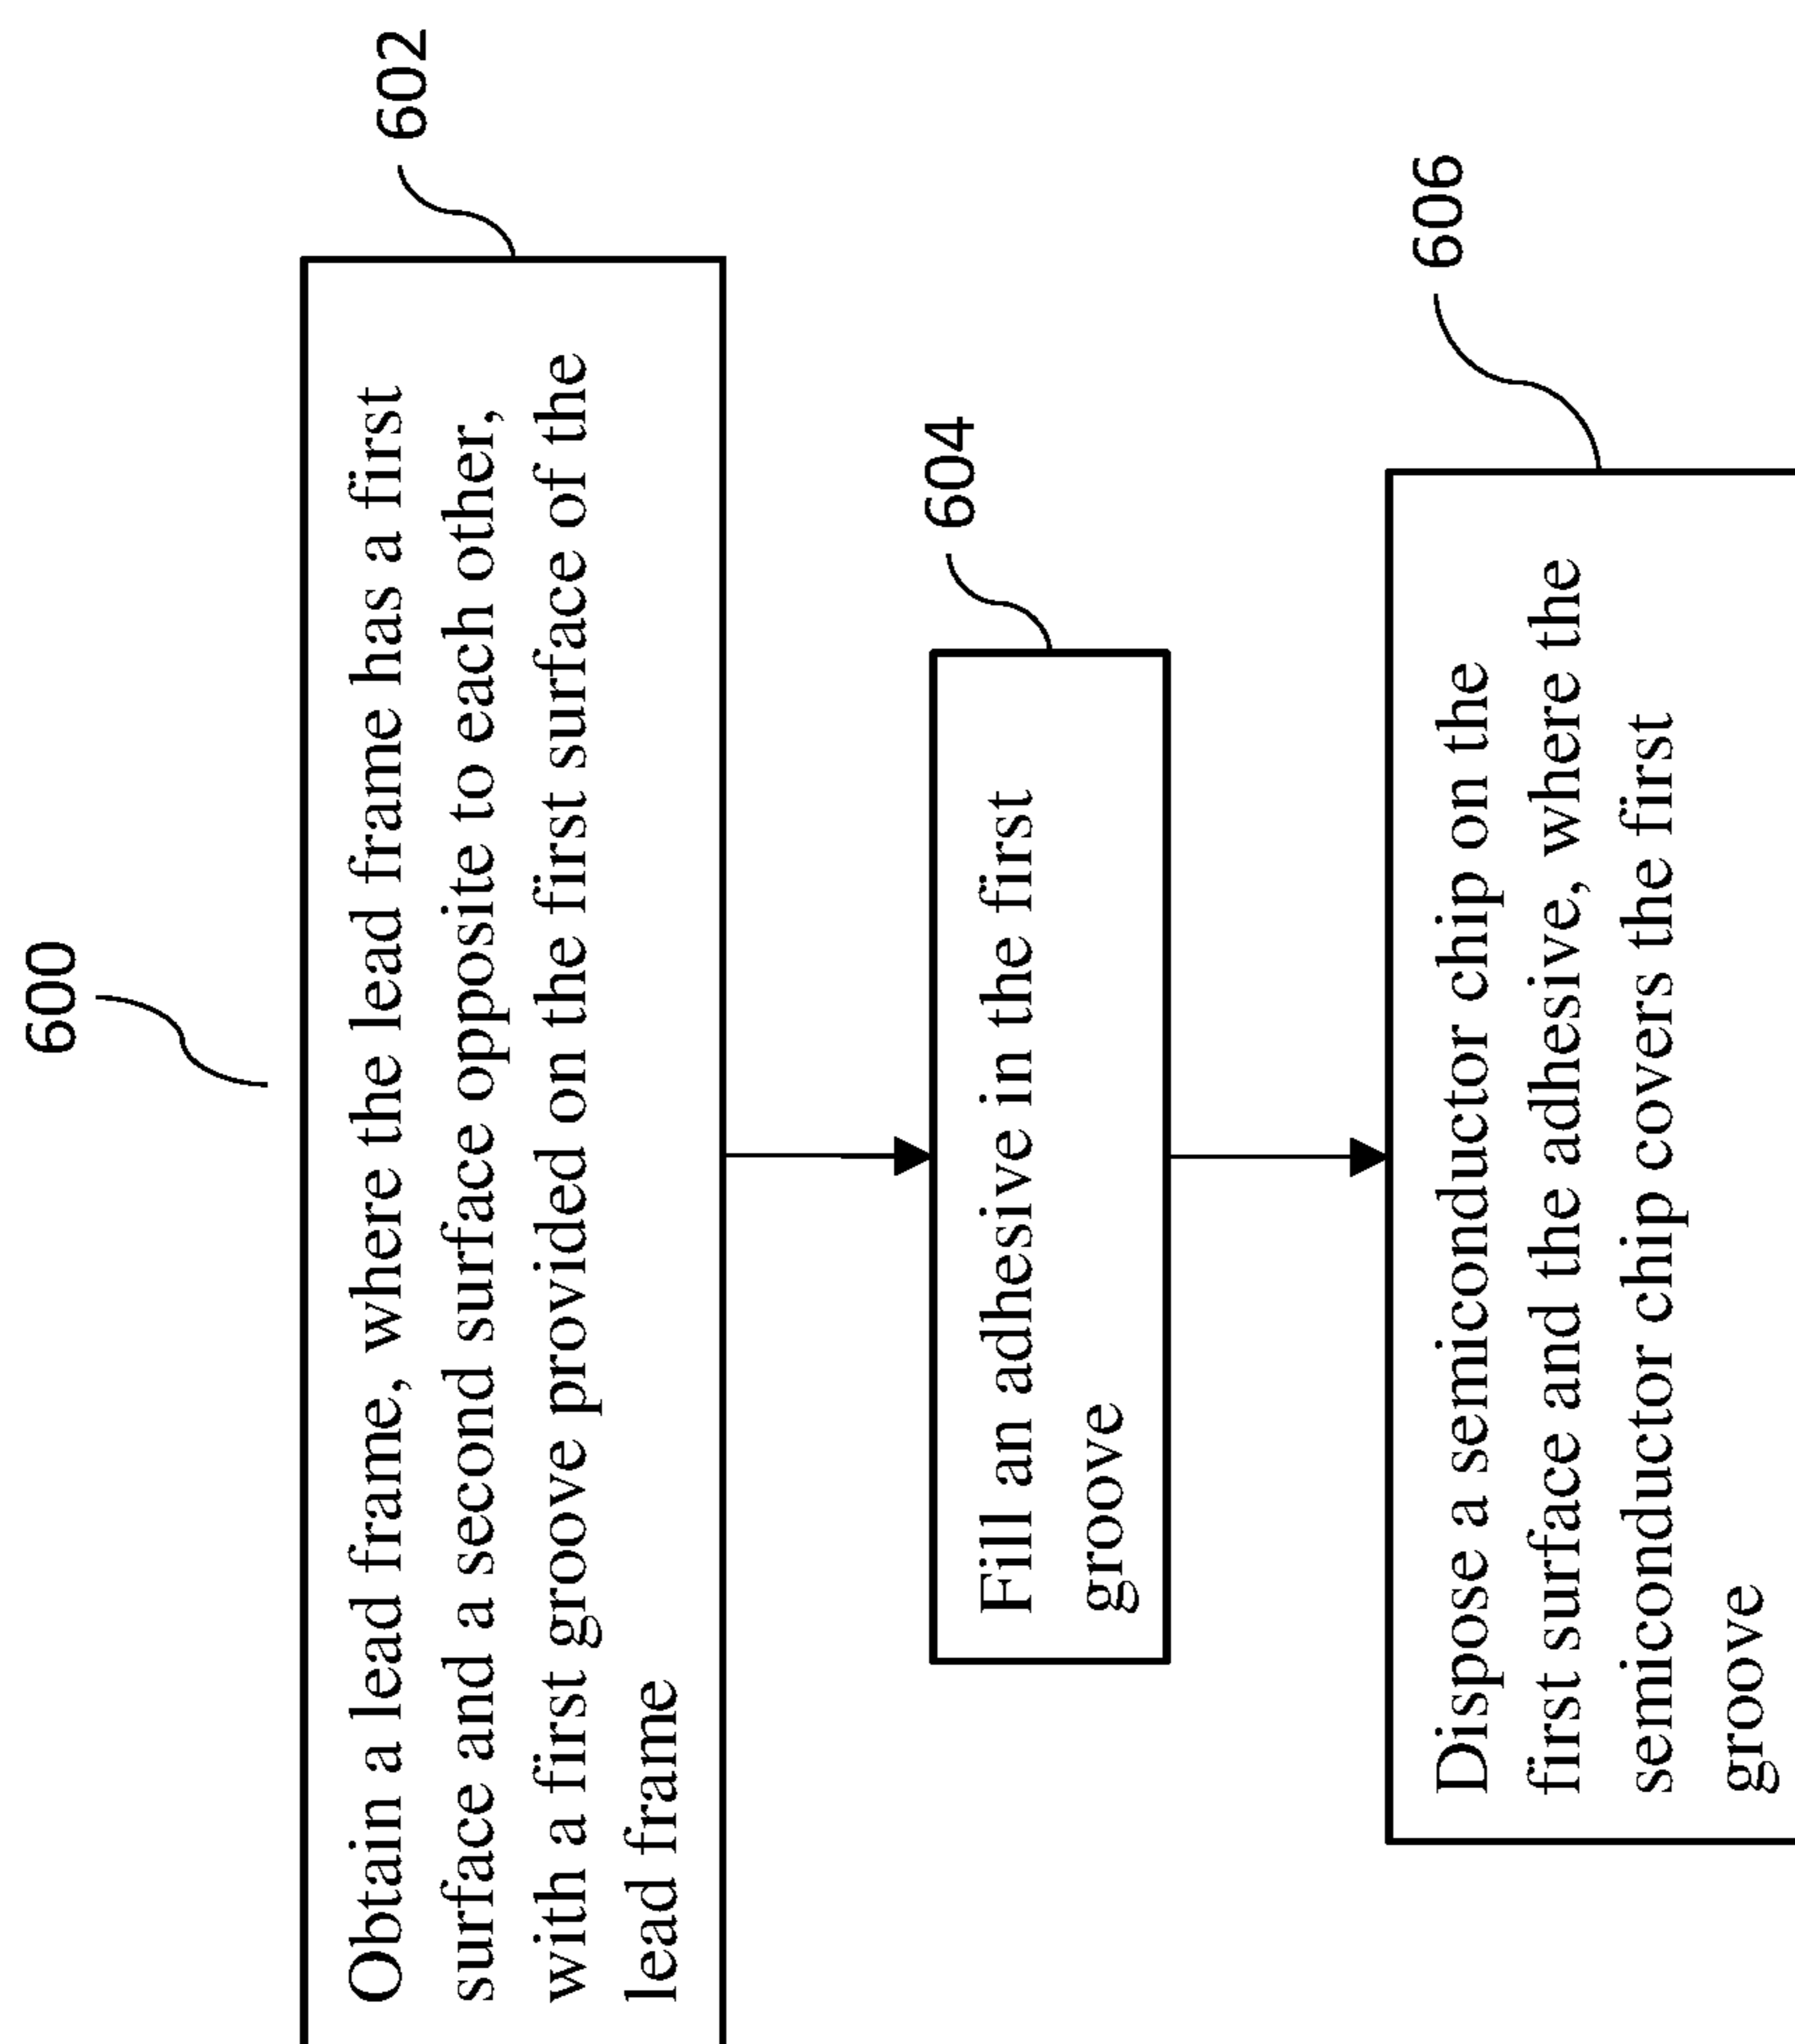 600
602
Obtain a lead frame, where the lead frame has a first
surface and a second surface opposite to each other,
with a first groove provided on the first surface of the
lead frame
604
Fill an adhesive in the first
groove
606
Dispose a semiconductor chip on the
first surface and the adhesive, where the
semiconductor chip covers the first
groove